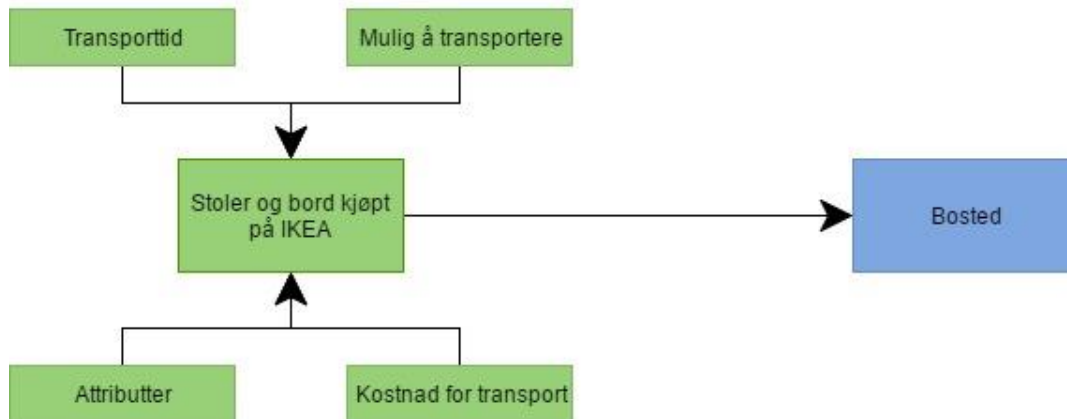 Transporttid
Mulig å transportere
Stoler og bord kjøpt
på IKEA
Bosted
Attributter
Kostnad for transport